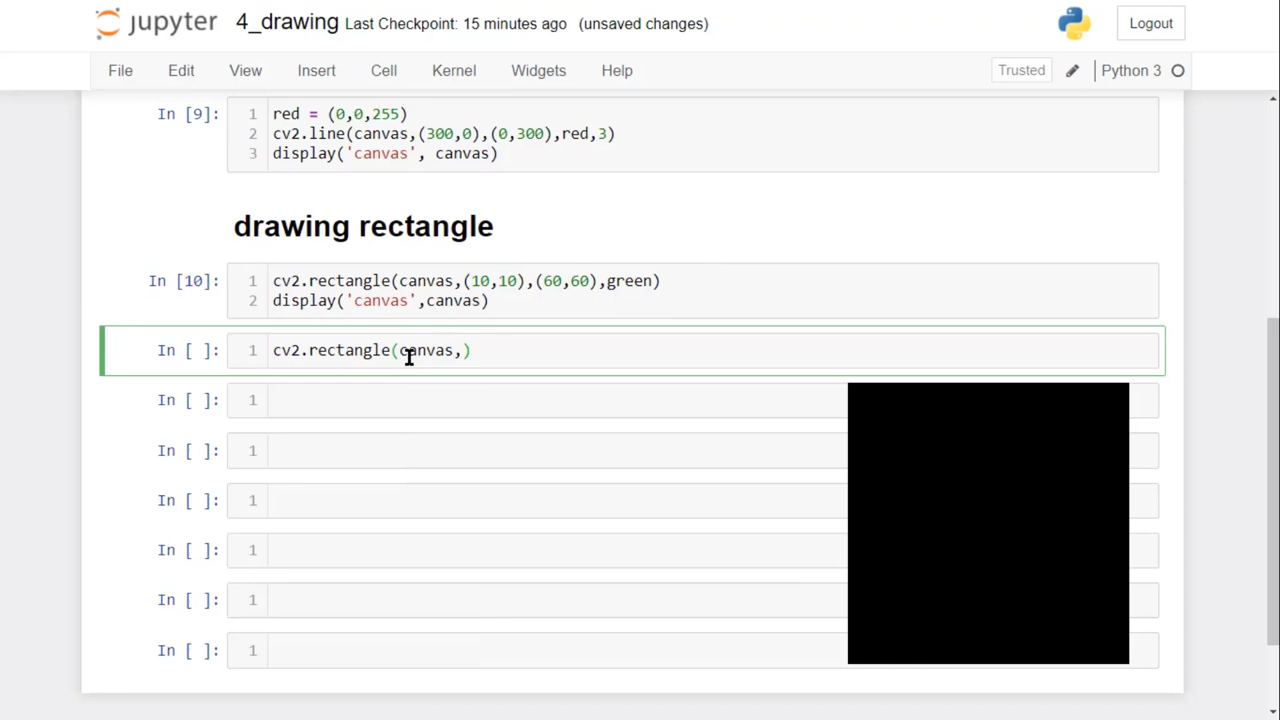 jupyter 4_drawing Last Checkpoint: 15 minutes ago (unsaved changes) Logout
File Edit View Insert Cell Kernel Widgets Help Trusted Python 3
In [9]: 1 red = (0,0,255)
2 cv2.line(canvas,(300,0),(0,300),red,3)
3 display('canvas', canvas)
drawing rectangle
In [10]: 1 cv2.rectangle(canvas,(10,10),(60,60),green)
2 display('canvas',canvas)
In [ ]: 1 cv2.rectangle(canvas,)
In [ ]: 1
In [ ]: 1
In [ ]: 1
In [ ]: 1
In [ ]: 1
In [ ]: 1